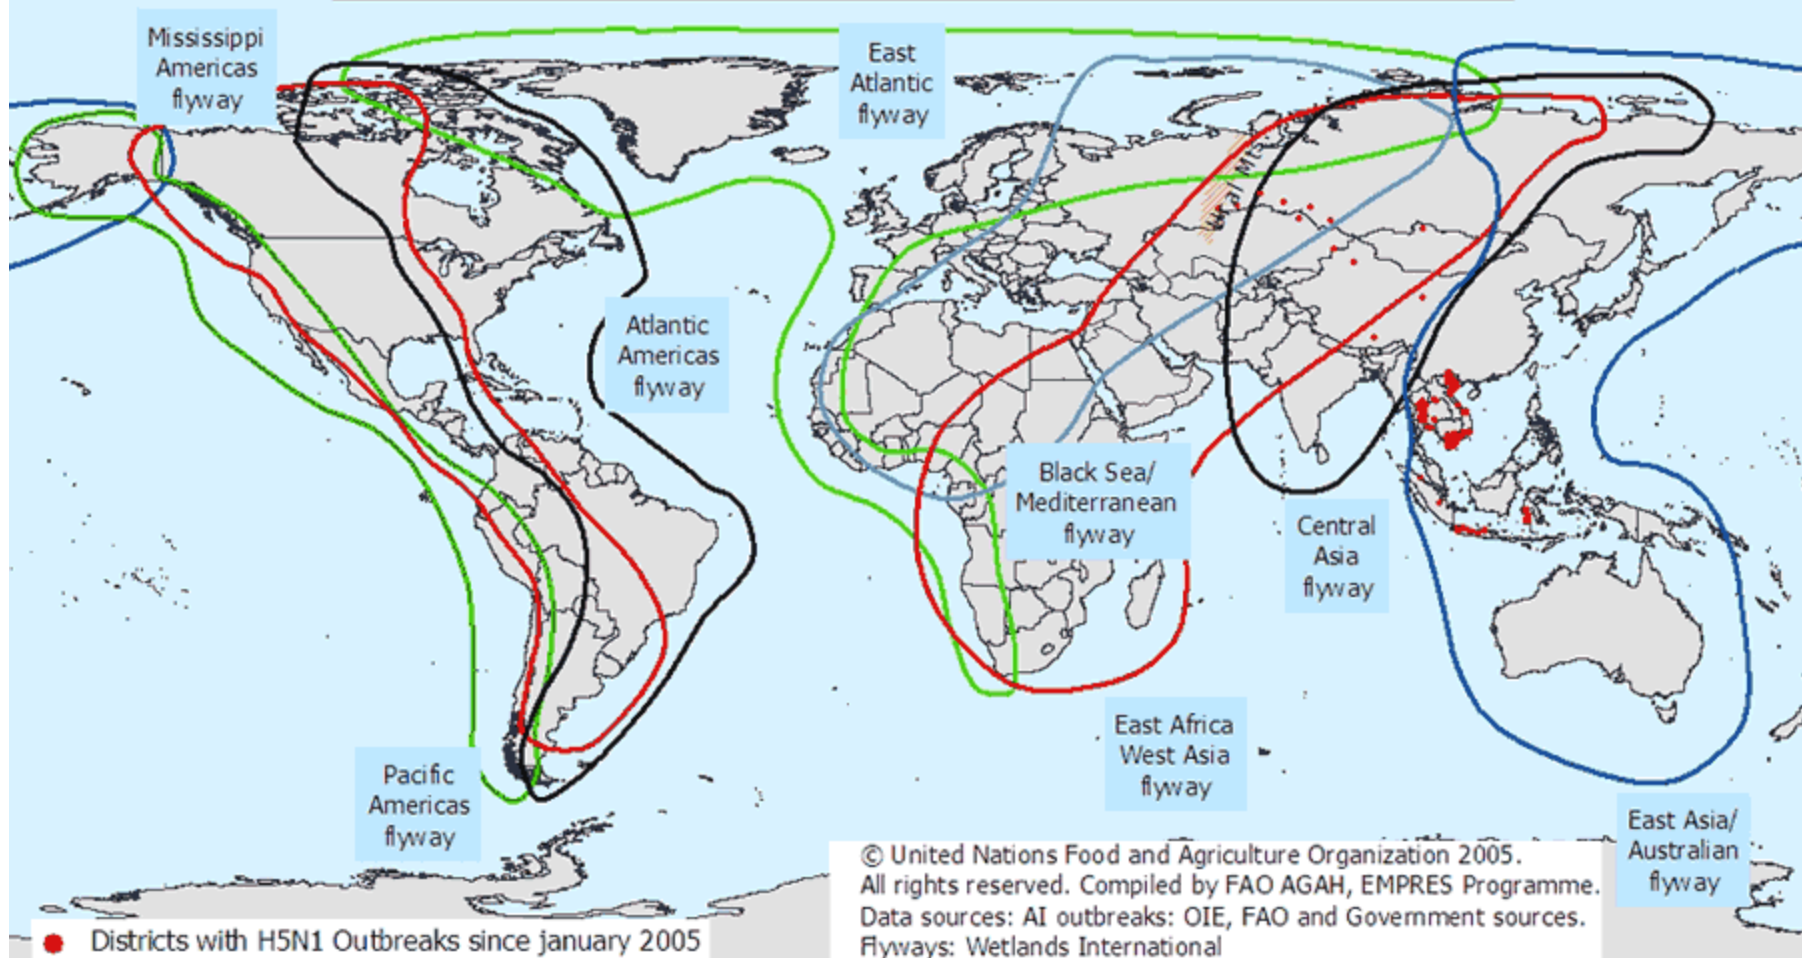 Mississippi
Americas
flyway
East
Atlantic
flyway
Ural Mt
Atlantic
Americas
flyway
Black Sea/
Mediterranean
flyway
Central
Asia
flyway
East Africa
West Asia
flyway
Pacific
Americas
flyway
East Asia/
Australian
flyway
© United Nations Food and Agriculture Organization 2005.
All rights reserved. Compiled by FAO AGAH, EMPRES Programme.
Data sources: AI outbreaks: OIE, FAO and Government sources.
Flyways: Wetlands International
Districts with H5N1 Outbreaks since january 2005